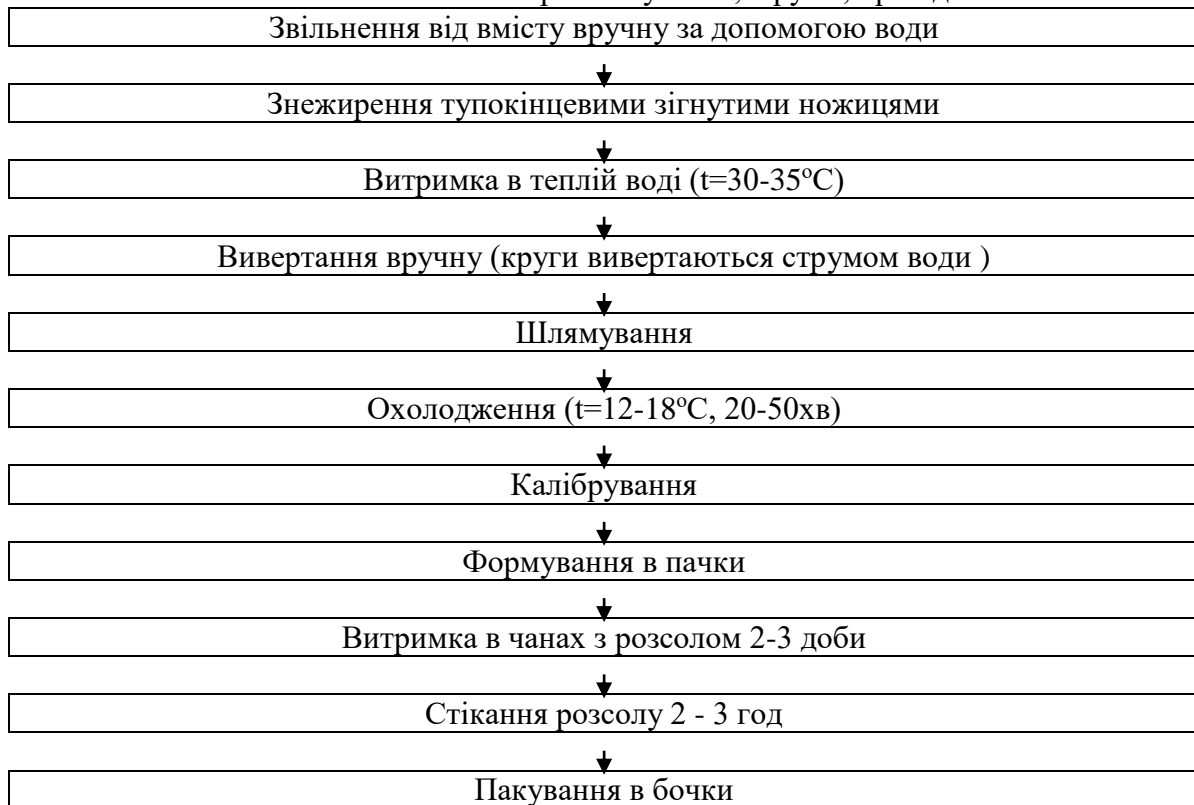 Звільнення від вмісту вручну за допомогою води
Знежирення тупокінцевими зігнутими ножицями
Витримка в теплій воді (t=30-35ºС)
Вивертання вручну (круги вивертаються струмом води )
Шлямування
Охолодження (t=12-18ºС, 20-50хв)
Калібрування
Формування в пачки
Витримка в чанах з розсолом 2-3 доби
Стікання розсолу 2 - 3 год
Пакування в бочки